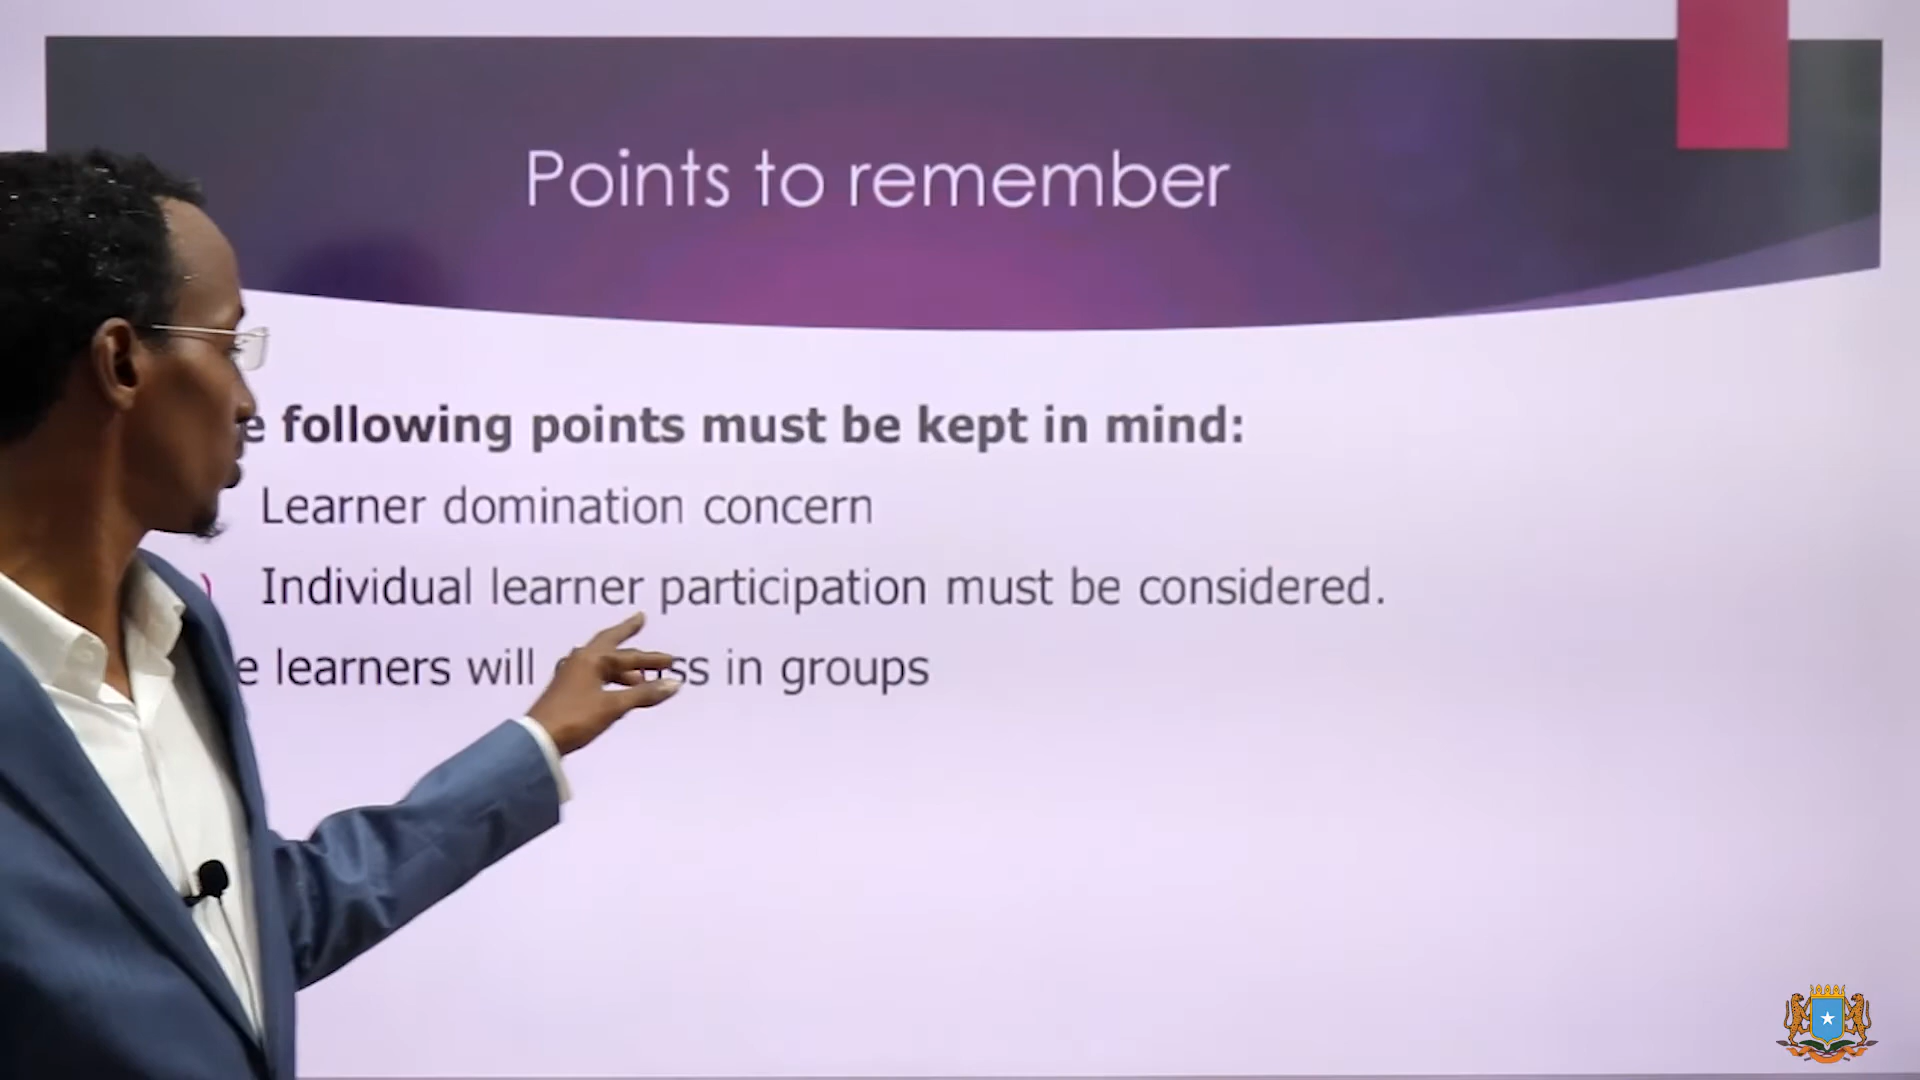 Points to remember
following points must be kept in mind:
Learner domination concern
Individual learner participation must be considered.
learners will in groups